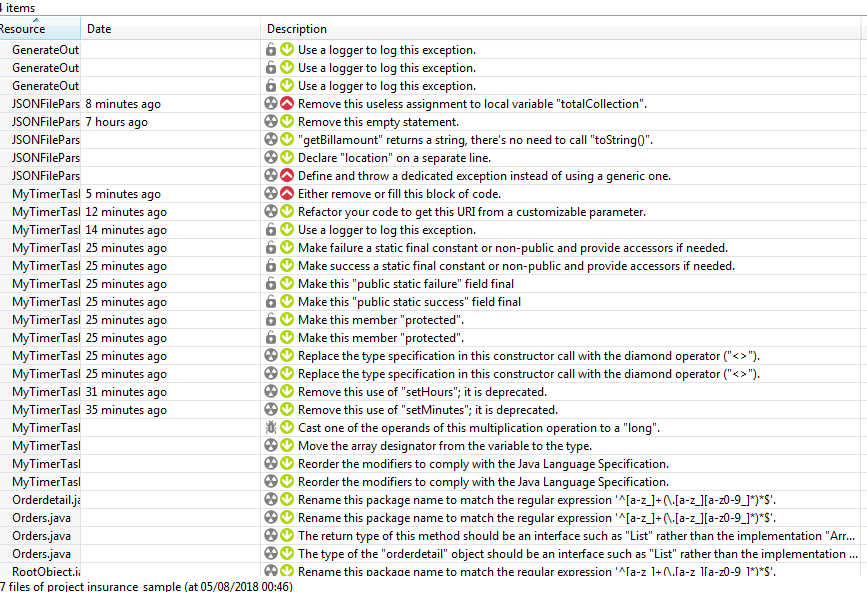 4 items
Resource Date Description
GenerateOut Use a logger to log this exception.
GenerateOut Use a logger to log this exception.
GenerateOut Use a logger to log this exception.
JSONFilePars 8 minutes ago Remove this useless assignment to local variable "totalCollection".
JSONFilePars 7 hours ago Remove this empty statement.
JSONFilePars "getBillamount" returns a string, there's no need to call "toString()".
JSONFilePars Declare "location" on a separate line.
JSONFilePars Define and throw a dedicated exception instead of using a generic one.
MyTimerTask 5 minutes ago Either remove or fill this block of code.
MyTimerTask 12 minutes ago Refactor your code to get this URI from a customizable parameter.
MyTimerTask 14 minutes ago Use a logger to log this exception.
MyTimerTask 25 minutes ago Make failure a static final constant or non-public and provide accessors if needed.
MyTimerTask 25 minutes ago Make success a static final constant or non-public and provide accessors if needed.
MyTimerTask 25 minutes ago Make this "public static failure" field final
MyTimerTask 25 minutes ago Make this "public static success" field final
MyTimerTask 25 minutes ago Make this member "protected".
MyTimerTask 25 minutes ago Make this member "protected".
MyTimerTask 25 minutes ago Replace the type specification in this constructor call with the diamond operator ("<>").
MyTimerTask 25 minutes ago Replace the type specification in this constructor call with the diamond operator ("<>").
MyTimerTask 31 minutes ago Remove this use of "setHours"; it is deprecated.
MyTimerTask 35 minutes ago Remove this use of "setMinutes"; it is deprecated.
MyTimerTask Cast one of the operands of this multiplication operation to a "long".
MyTimerTask Move the array designator from the variable to the type.
MyTimerTask Reorder the modifiers to comply with the Java Language Specification.
MyTimerTask Reorder the modifiers to comply with the Java Language Specification.
Orderdetail.ja Rename this package name to match the regular expression '^[a-z_]+(\.[a-z_][a-z0-9_]*)*$'.
Orders.java Rename this package name to match the regular expression '^[a-z_]+(\.[a-z_][a-z0-9_]*)*$'.
Orders.java The return type of this method should be an interface such as "List" rather than the implementation "Arr...
Orders.java The type of the "orderdetail" object should be an interface such as "List" rather than the implementation ...
RootObject.ja Rename this package name to match the regular expression '^[a-z_]+(\.[a-z_][a-z0-9_]*)*$'.
7 files of project insurance_sample (at 05/08/2018 00:46)